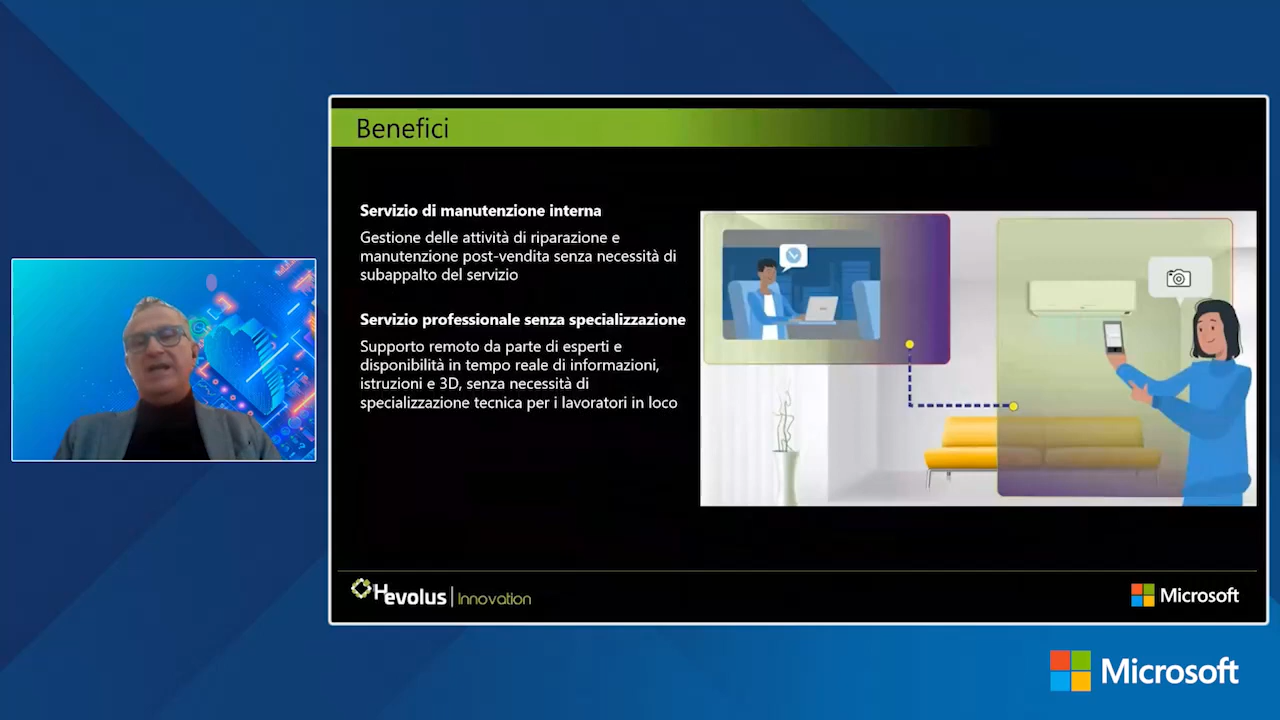 Benefici
Servizio di manutenzione interna
Gestione delle attività di riparazione e
manutenzione post-vendita senza necessità di
subappalto del servizio
Servizio professionale senza specializzazione
Supporto remoto da parte di esperti e
disponibilità in tempo reale di informazioni,
istruzioni e 3D, senza necessità di
specializzazione tecnica per i lavoratori in loco
Hevolus | Innovation
Microsoft
Microsoft